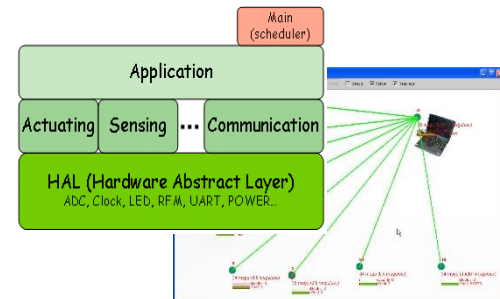 Main
(scheduler)
Application
Actuating
Sensing
...
Communication
HAL (Hardware Abstract Layer)
ADC, Clock, LED, RFM, UART, POWER...